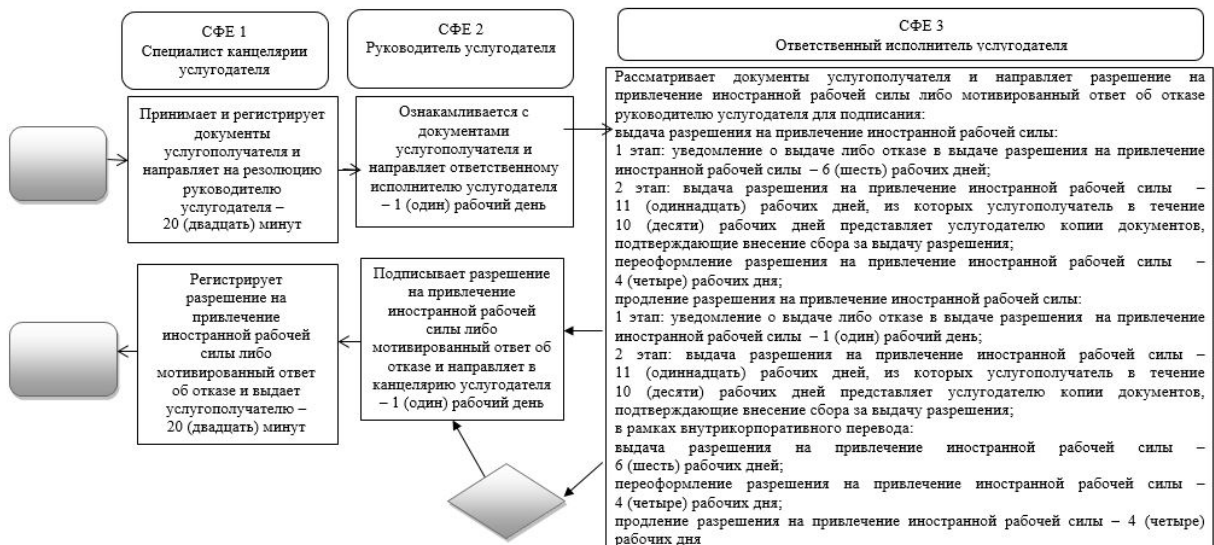 СФЕ 1
Специалист канцелярии
услугодателя
СФЕ 2
Руководитель услугодателя
СФЕ 3
Ответственный исполнитель услугодателя
Принимает и регистрирует
документы
услугополучателя и
направляет на резолюцию
руководителю
услугодателя –
20 (двадцать) минут
Ознакамливается с
документами
услугополучателя и
направляет ответственному
исполнителю услугодателя
– 1 (один) рабочий день
Рассматривает документы услугополучателя и направляет разрешение на
привлечение иностранной рабочей силы либо мотивированный ответ об отказе
руководителю услугодателя для подписания:
выдача разрешения на привлечение иностранной рабочей силы:
1 этап: уведомление о выдаче либо отказе в выдаче разрешения на привлечение
иностранной рабочей силы – 6 (шесть) рабочих дней;
2 этап: выдача разрешения на привлечение иностранной рабочей силы –
11 (одиннадцать) рабочих дней, из которых услугополучатель в течение
10 (десяти) рабочих дней представляет услугодателю копии документов,
подтверждающие внесение сбора за выдачу разрешения;
переоформление разрешения на привлечение иностранной рабочей силы –
4 (четыре) рабочих дня;
продление разрешения на привлечение иностранной рабочей силы:
1 этап: уведомление о выдаче либо отказе в выдаче разрешения на привлечение
иностранной рабочей силы – 1 (один) рабочий день;
2 этап: выдача разрешения на привлечение иностранной рабочей силы –
11 (одиннадцать) рабочих дней, из которых услугополучатель в течение
10 (десяти) рабочих дней представляет услугодателю копии документов,
подтверждающие внесение сбора за выдачу разрешения;
в рамках внутрикорпоративного перевода:
выдача разрешения на привлечение иностранной рабочей силы –
6 (шесть) рабочих дней;
переоформление разрешения на привлечение иностранной рабочей силы –
4 (четыре) рабочих дня;
продление разрешения на привлечение иностранной рабочей силы – 4 (четыре)
рабочих дня
Регистрирует
разрешение на
привлечение
иностранной рабочей
силы либо
мотивированный ответ
об отказе и выдает
услугополучателю –
20 (двадцать) минут
Подписывает разрешение
на привлечение
иностранной рабочей
силы либо
мотивированный ответ об
отказе и направляет в
канцелярию услугодателя
– 1 (один) рабочий день